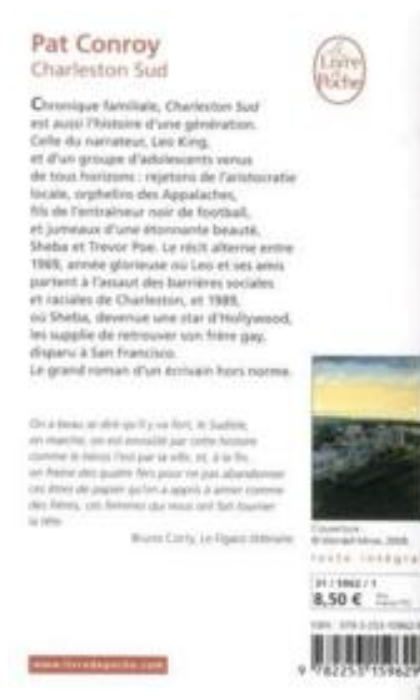 Pat Conroy
Charleston Sud
Le
Livre
de
Poche
Chronique familiale, Charleston Sud
est aussi l'histoire d'une génération.
Celle du narrateur, Leo King,
et d'un groupe d'adolescents venus
de tous horizons : rejetons de l'aristocratie
locale, orphelins des Appalaches,
fils de l'entraîneur noir de football,
et jumeaux d'une étonnante beauté,
Sheba et Trevor Poe. Le récit alterne entre
1969, année glorieuse où Leo et ses amis
partent à l'assaut des barrières sociales
et raciales de Charleston, et 1989,
où Sheba, devenue une star d'Hollywood,
les supplie de retrouver son frère gay,
disparu à San Francisco.
Le grand roman d'un écrivain hors norme.
On a beau se dire qu'il y va fort, le Sudiste,
en marche, on est envoûté par cette histoire
comme le héros l'est par sa ville, et, à la fin,
on freine des quatre fers pour ne pas abandonner
ces êtres de papier qu'on a appris à aimer comme
des frères, ces femmes qui nous ont fait tourner
la tête.
Bruno Corty, Le Figaro littéraire.
Couverture :
texte intégral
31 / 5962 / 1
8,50 €
www.livredepoche.com
9 782253 15962